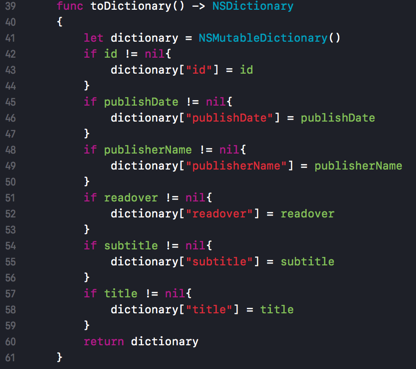 39 func toDictionary() -> NSDictionary
40 {
41 let dictionary = NSMutableDictionary()
42 if id != nil{
43 dictionary["id"] = id
44 }
45 if publishDate != nil{
46 dictionary["publishDate"] = publishDate
47 }
48 if publisherName != nil{
49 dictionary["publisherName"] = publisherName
50 }
51 if readover != nil{
52 dictionary["readover"] = readover
53 }
54 if subtitle != nil{
55 dictionary["subtitle"] = subtitle
56 }
57 if title != nil{
58 dictionary["title"] = title
59 }
60 return dictionary
61 }